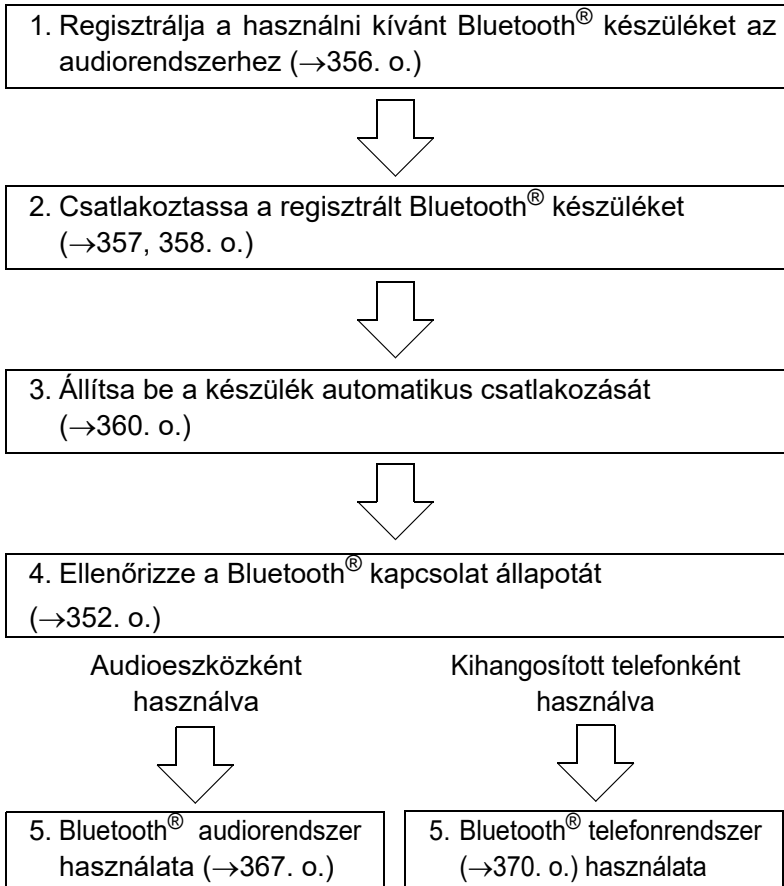 1. Regisztrálja a használni kívánt Bluetooth® készüléket az
audiorendszerhez (→356. o.)
2. Csatlakoztassa a regisztrált Bluetooth® készüléket
(→357, 358. o.)
3. Állítsa be a készülék automatikus csatlakozását
(→360. o.)
4. Ellenőrizze a Bluetooth® kapcsolat állapotát
(→352. o.)
Audioeszközként
használva
Kihangosított telefonként
használva
5. Bluetooth® audiorendszer
használata (→367. o.)
5. Bluetooth® telefonrendszer
(→370. o.) használata